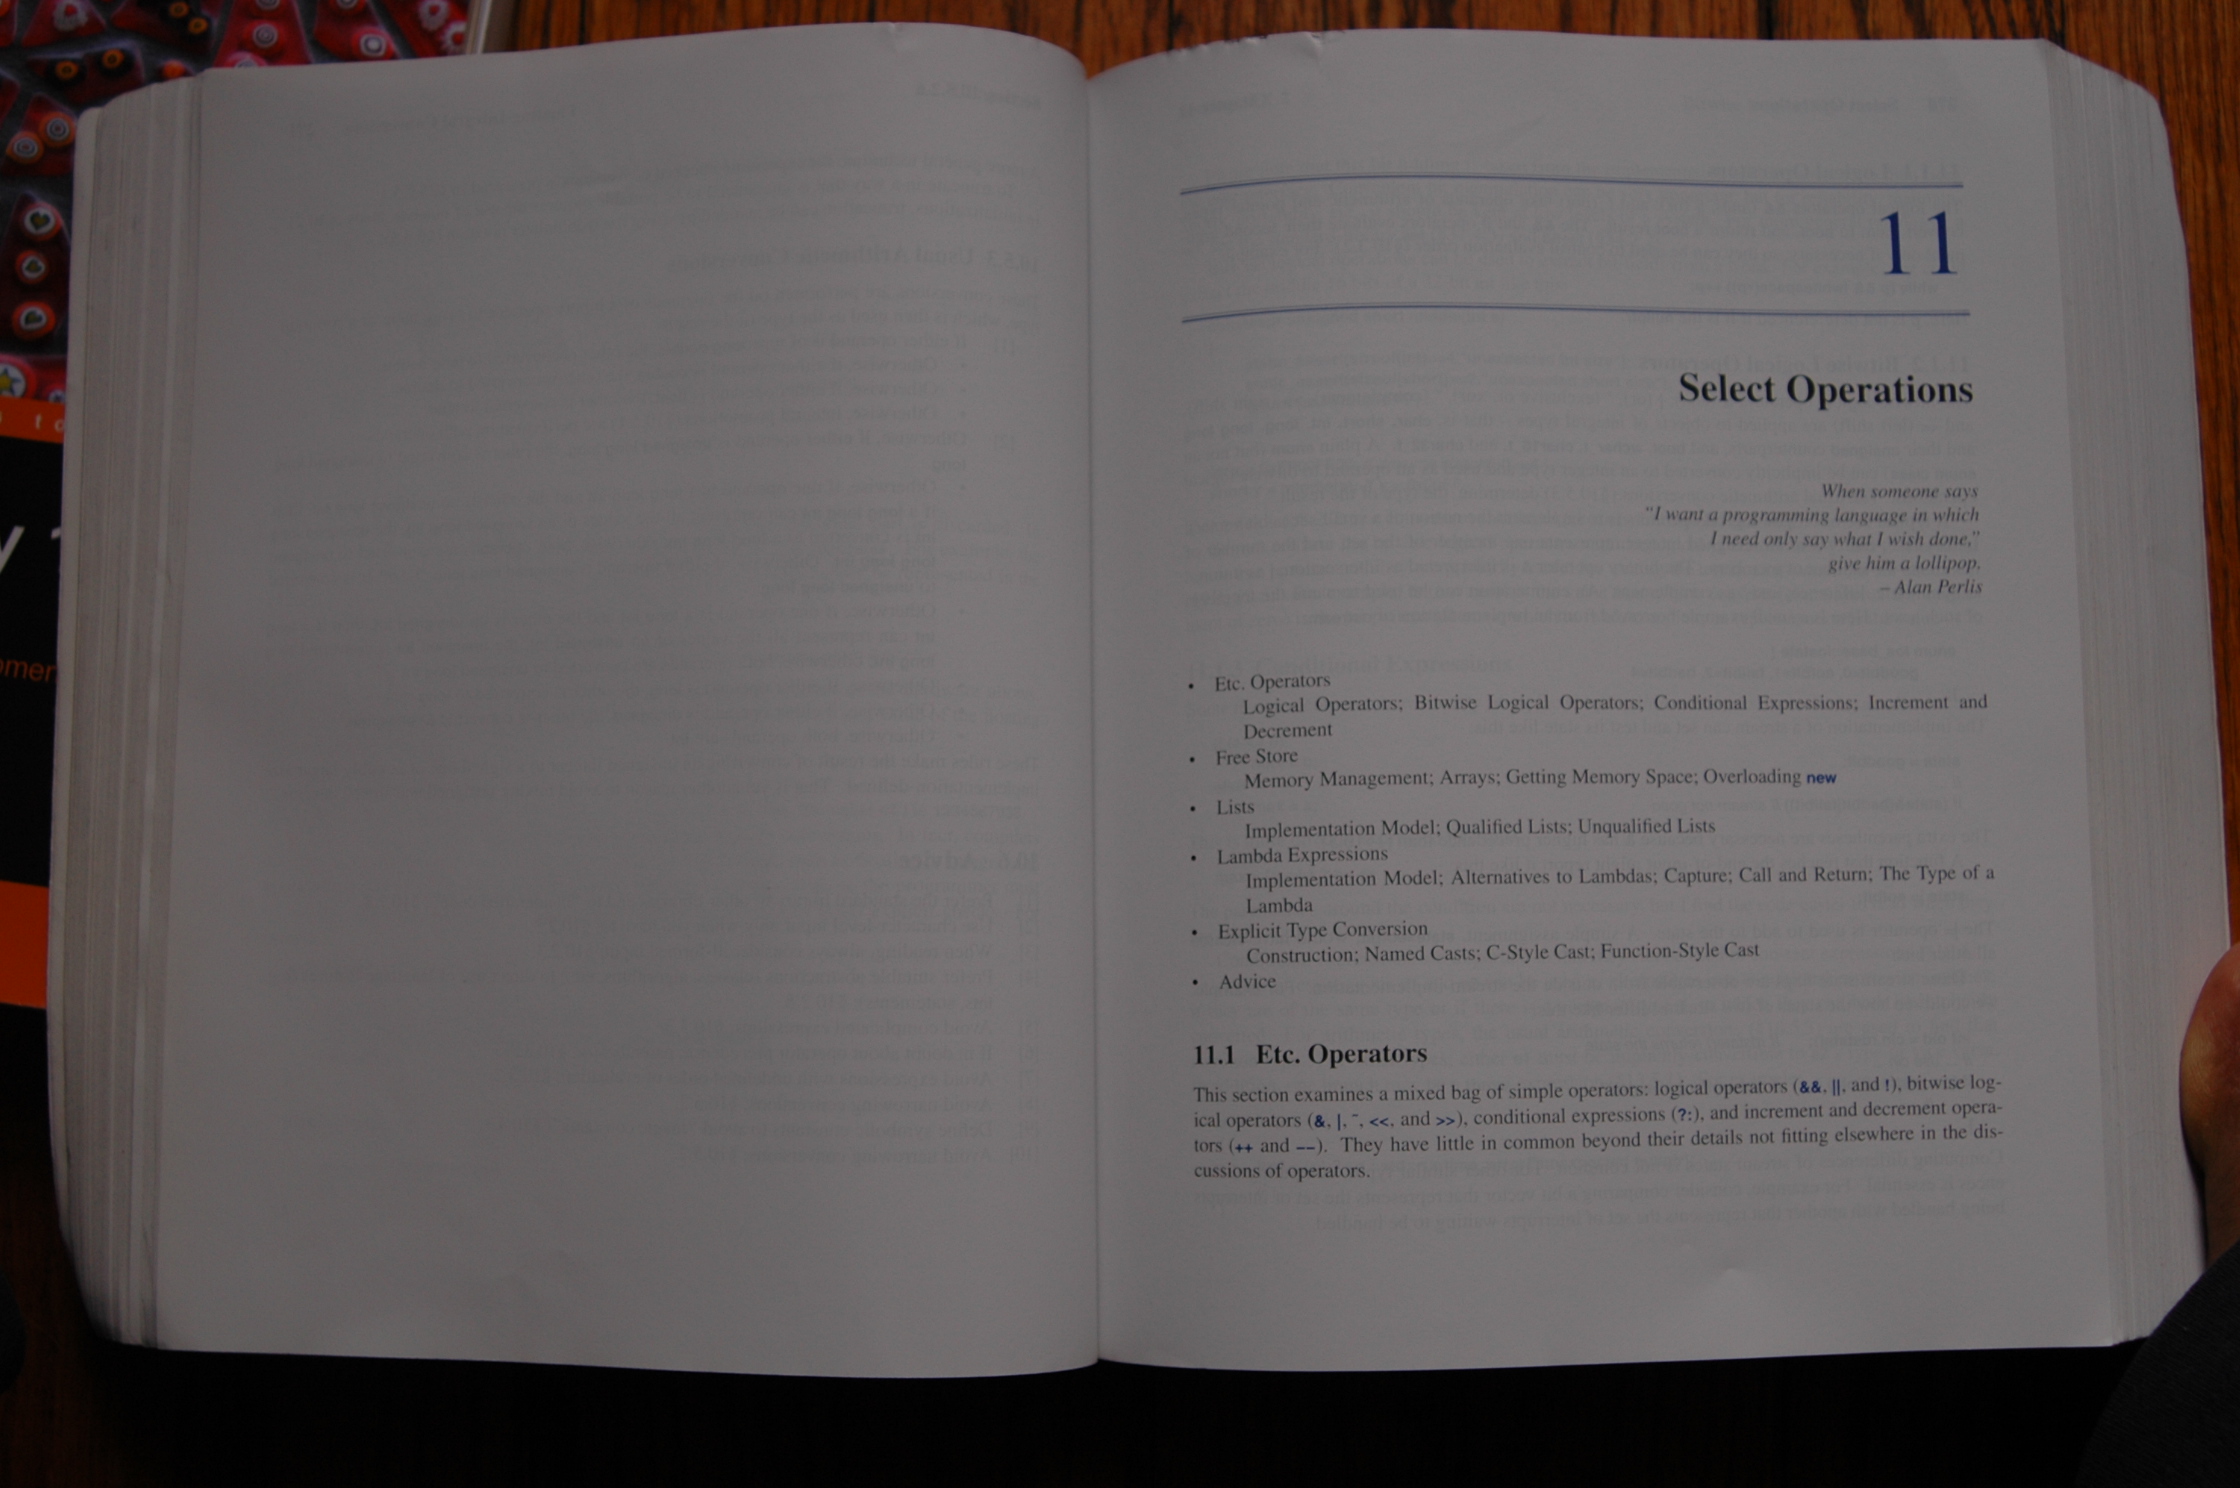 11
Select Operations
When someone says
"I want a programming language in which
I need only say what I wish done,"
give him a lollipop.
– Alan Perlis
• Etc. Operators
Logical Operators; Bitwise Logical Operators; Conditional Expressions; Increment and
Decrement
• Free Store
Memory Management; Arrays; Getting Memory Space; Overloading new
• Lists
Implementation Model; Qualified Lists; Unqualified Lists
• Lambda Expressions
Implementation Model; Alternatives to Lambdas; Capture; Call and Return; The Type of a
Lambda
• Explicit Type Conversion
Construction; Named Casts; C-Style Cast; Function-Style Cast
• Advice
11.1 Etc. Operators
This section examines a mixed bag of simple operators: logical operators (&&, ||, and !), bitwise log-
ical operators (&, |, ~, <<, and >>), conditional expressions (?:), and increment and decrement opera-
tors (++ and --). They have little in common beyond their details not fitting elsewhere in the dis-
cussions of operators.